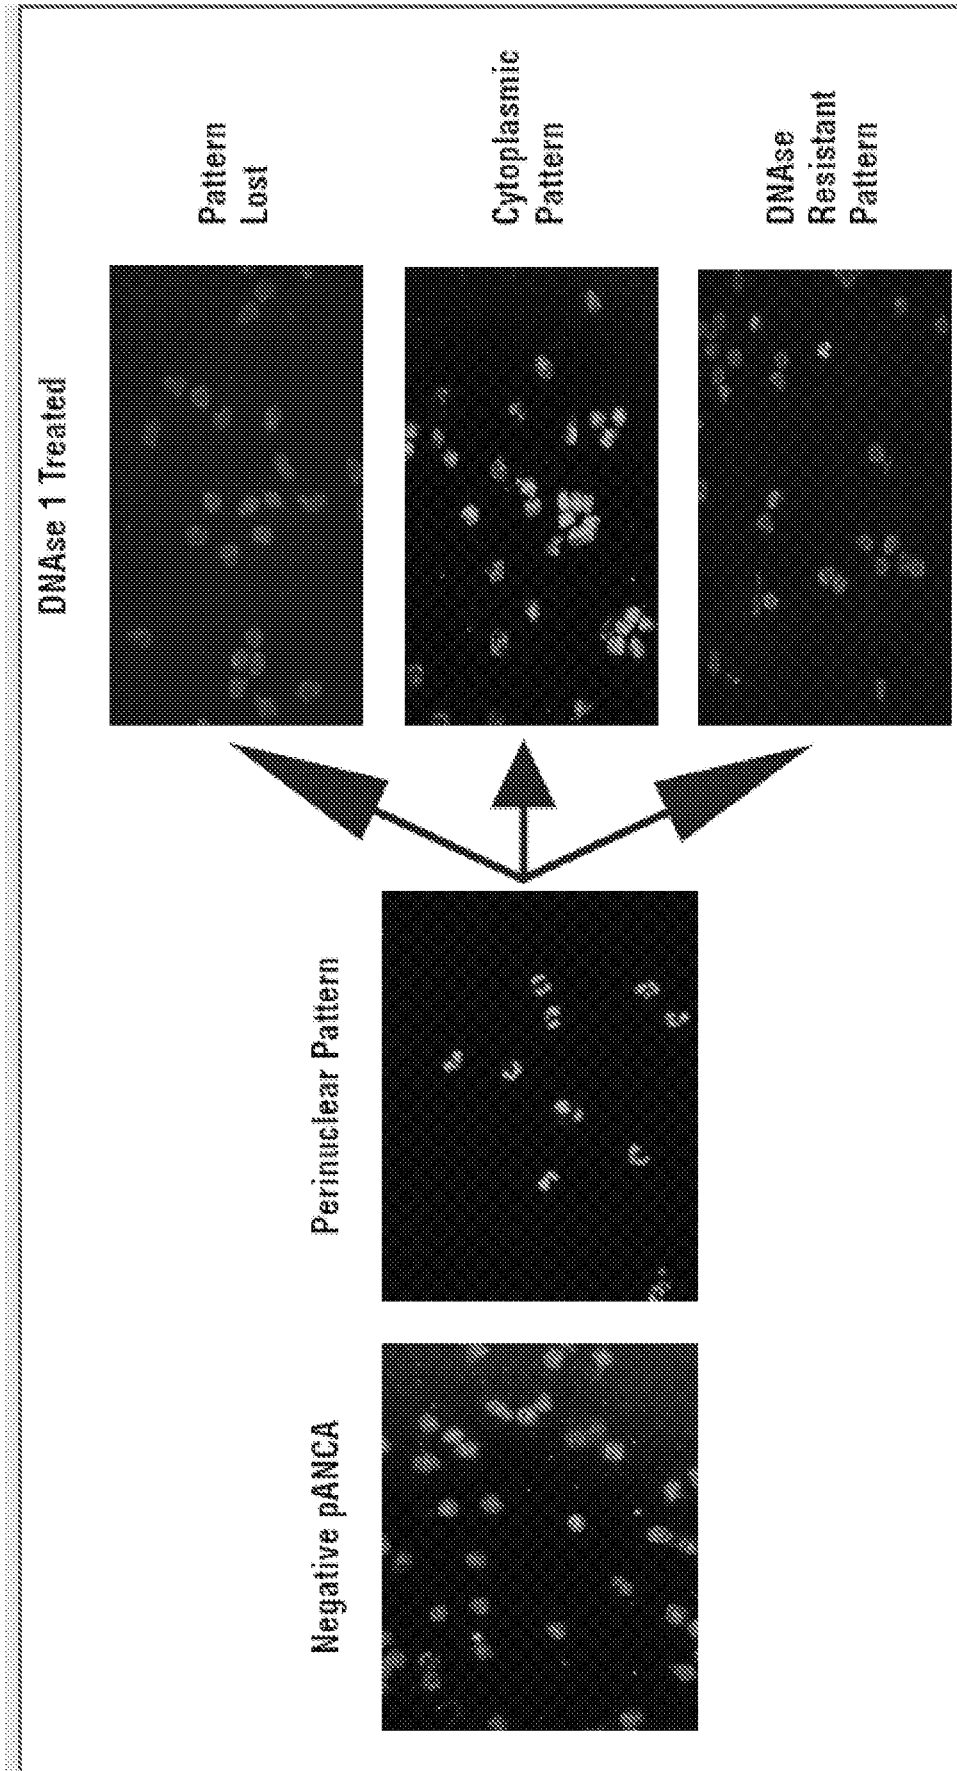 Negative pANCA
Perinuclear Pattern
DNAse 1 Treated
Pattern
Lost
Cytoplasmic
Pattern
DNAse
Resistant
Pattern